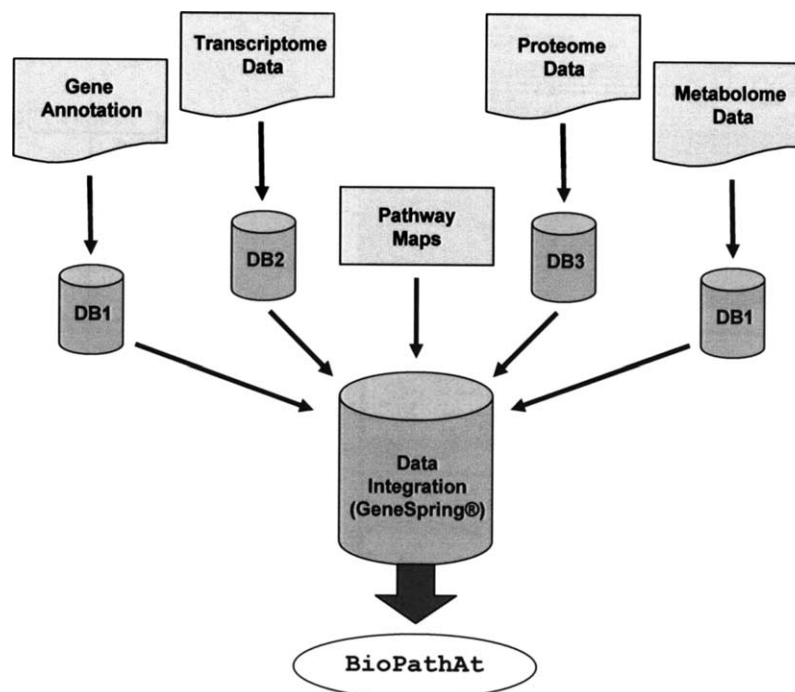 Transcriptome
Data
Proteome
Data
Gene
Annotation
Metabolome
Data
Pathway
Maps
DB1
DB2
DB3
DB1
Data
Integration
(GeneSpring®)
BioPathAt